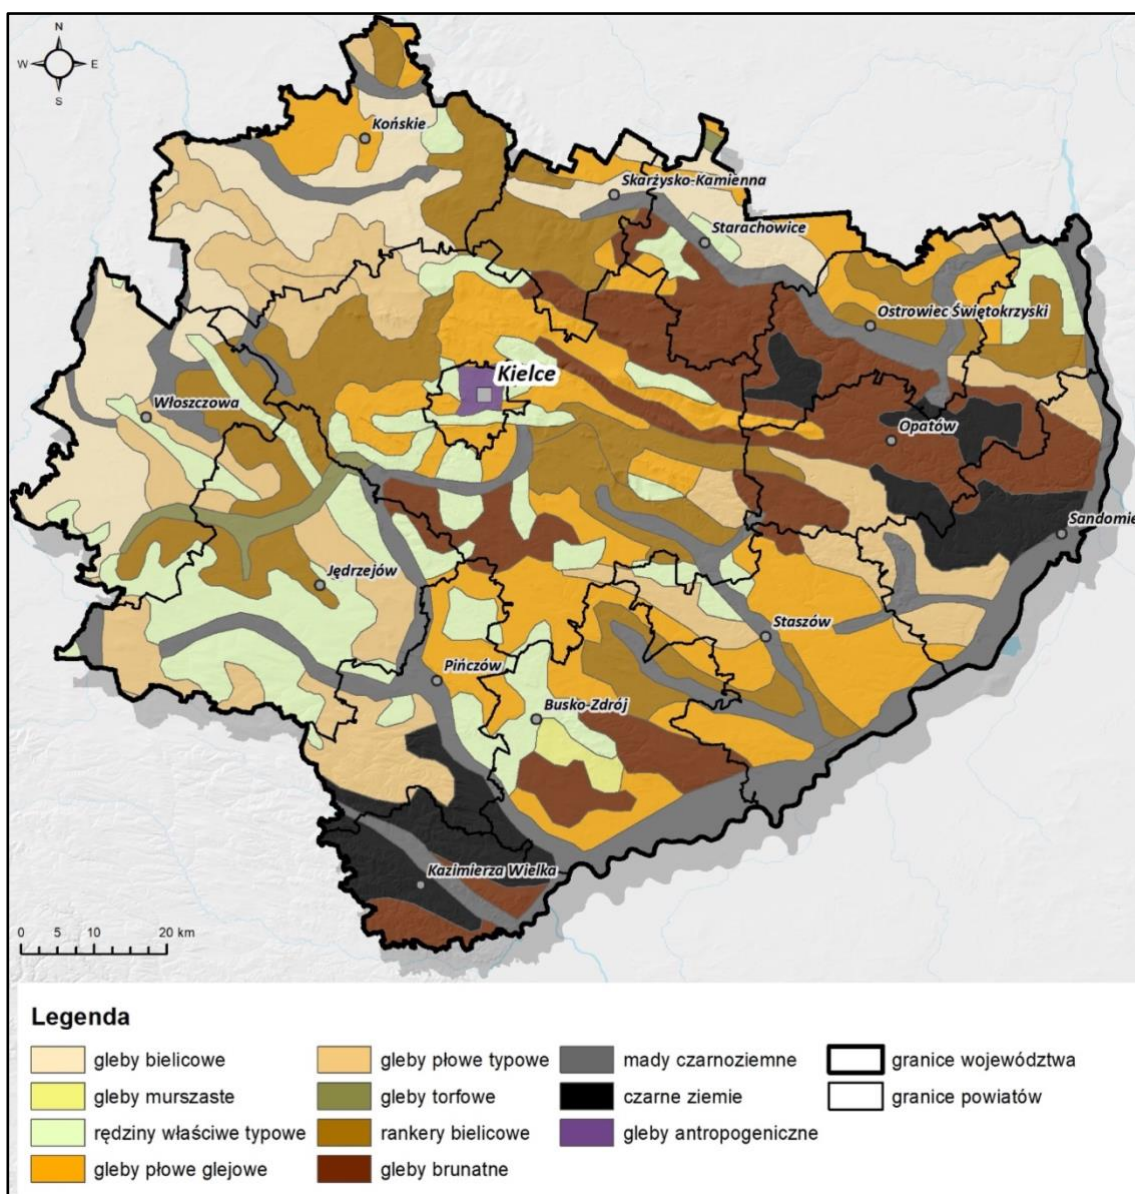 N
W E
S
Końskie
Skarżysko-Kamienna
Starachowice
Ostrowiec Świętokrzyski
Kielce
Włoszczowa
Opatów
Sandomie
Jędrzejów
Staszów
Pińczów
Busko-Zdrój
Kazimierza Wielka
0 5 10 20 km
Legenda
gleby bielicowe gleby płowe typowe mady czarnoziemne granice województwa
gleby murszaste gleby torfowe czarne ziemie granice powiatów
rędziny właściwe typowe rankery bielicowe gleby antropogeniczne
gleby płowe glejowe gleby brunatne